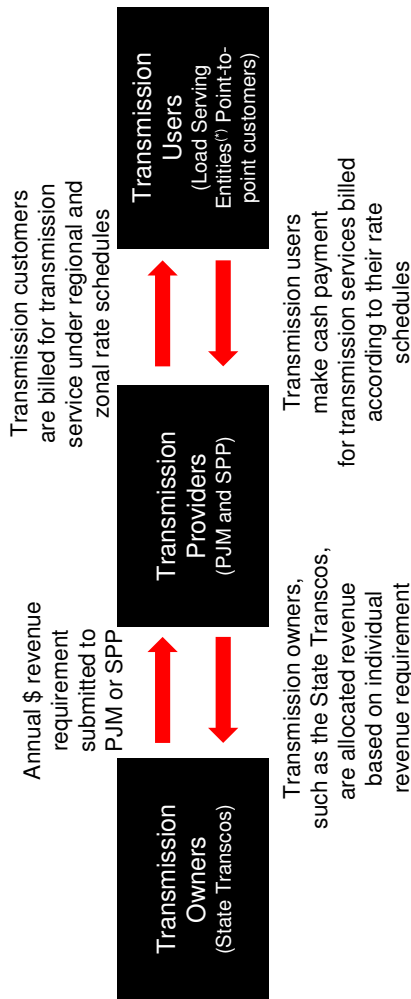 Annual $ revenue
requirement
submitted to
PJM or SPP
Transmission customers
are billed for transmission
service under regional and
zonal rate schedules
Transmission
Owners
(State Transcos)
Transmission
Providers
(PJM and SPP)
Transmission
Users
(Load Serving
Entities(*) Point-to-
point customers)
Transmission owners,
such as the State Transcos,
are allocated revenue
based on individual
revenue requirement
Transmission users
make cash payment
for transmission services billed
according to their rate
schedules